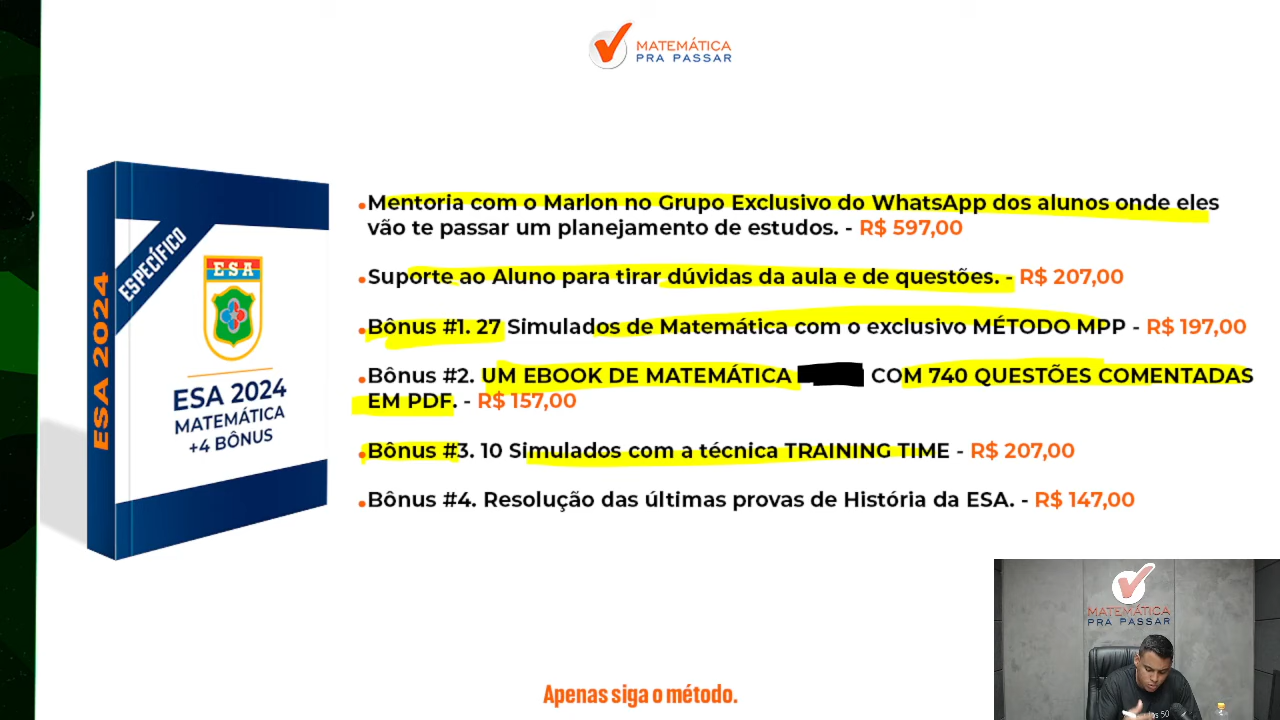 MATEMÁTICA
PRA PASSAR
•Mentoria com o Marlon no Grupo Exclusivo do WhatsApp dos alunos onde eles
vão te passar um planejamento de estudos. - R$ 597,00
•Suporte ao Aluno para tirar dúvidas da aula e de questões. - R$ 207,00
•Bônus #1. 27 Simulados de Matemática com o exclusivo MÉTODO MPP - R$ 197,00
•Bônus #2. UM EBOOK DE MATEMÁTICA COM 740 QUESTÕES COMENTADAS
EM PDF. - R$ 157,00
•Bônus #3. 10 Simulados com a técnica TRAINING TIME - R$ 207,00
•Bônus #4. Resolução das últimas provas de História da ESA. - R$ 147,00
ESA 2024
ESPECÍFICO
ESA
ESA 2024
MATEMÁTICA
+4 BÔNUS
MATEMÁTICA
PRA PASSAR
Apenas siga o método.